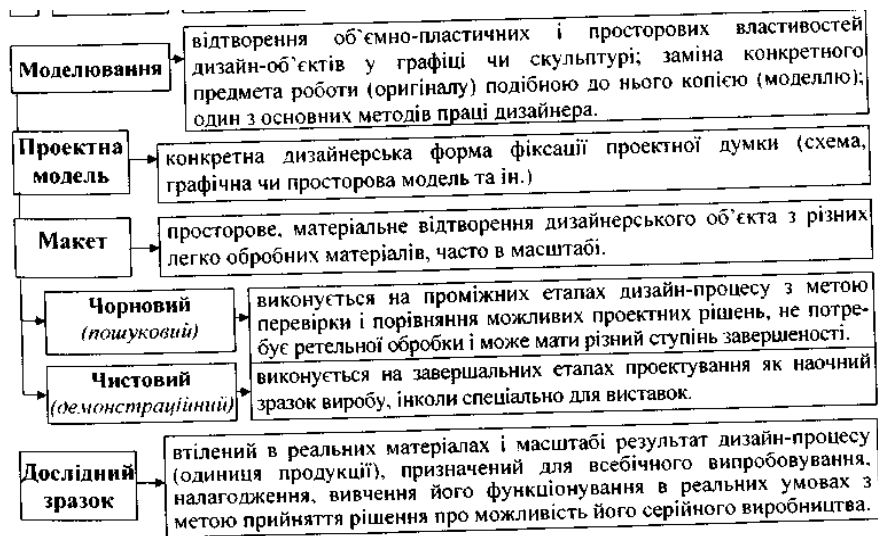 Моделювання
відтворення об`ємно-пластичних і просторових властивостей
дизайн-об`єктів у графіці чи скульптурі; заміна конкретного
предмета роботи (оригіналу) подібною до нього копією (моделлю);
один з основних методів праці дизайнера.
Проектна
модель
конкретна дизайнерська форма фіксації проектної думки (схема,
графічна чи просторова модель та ін.)
Макет
просторове, матеріальне відтворення дизайнерського об`єкта з різних
легко обробних матеріалів, часто в масштабі.
Чорновий
(пошуковий)
виконується на проміжних етапах дизайн-процесу з метою
перевірки і порівняння можливих проектних рішень, не потре-
бує ретельної обробки і може мати різний ступінь завершеності.
Чистовий
(демонстраційний)
виконується на завершальних етапах проектування як наочний
зразок виробу, інколи спеціально для виставок.
Дослідний
зразок
втілений в реальних матеріалах і масштабі результат дизайн-процесу
(одиниця продукції), призначений для всебічного випробовування,
налагодження, вивчення його функціонування в реальних умовах з
метою прийняття рішення про можливість його серійного виробництва.